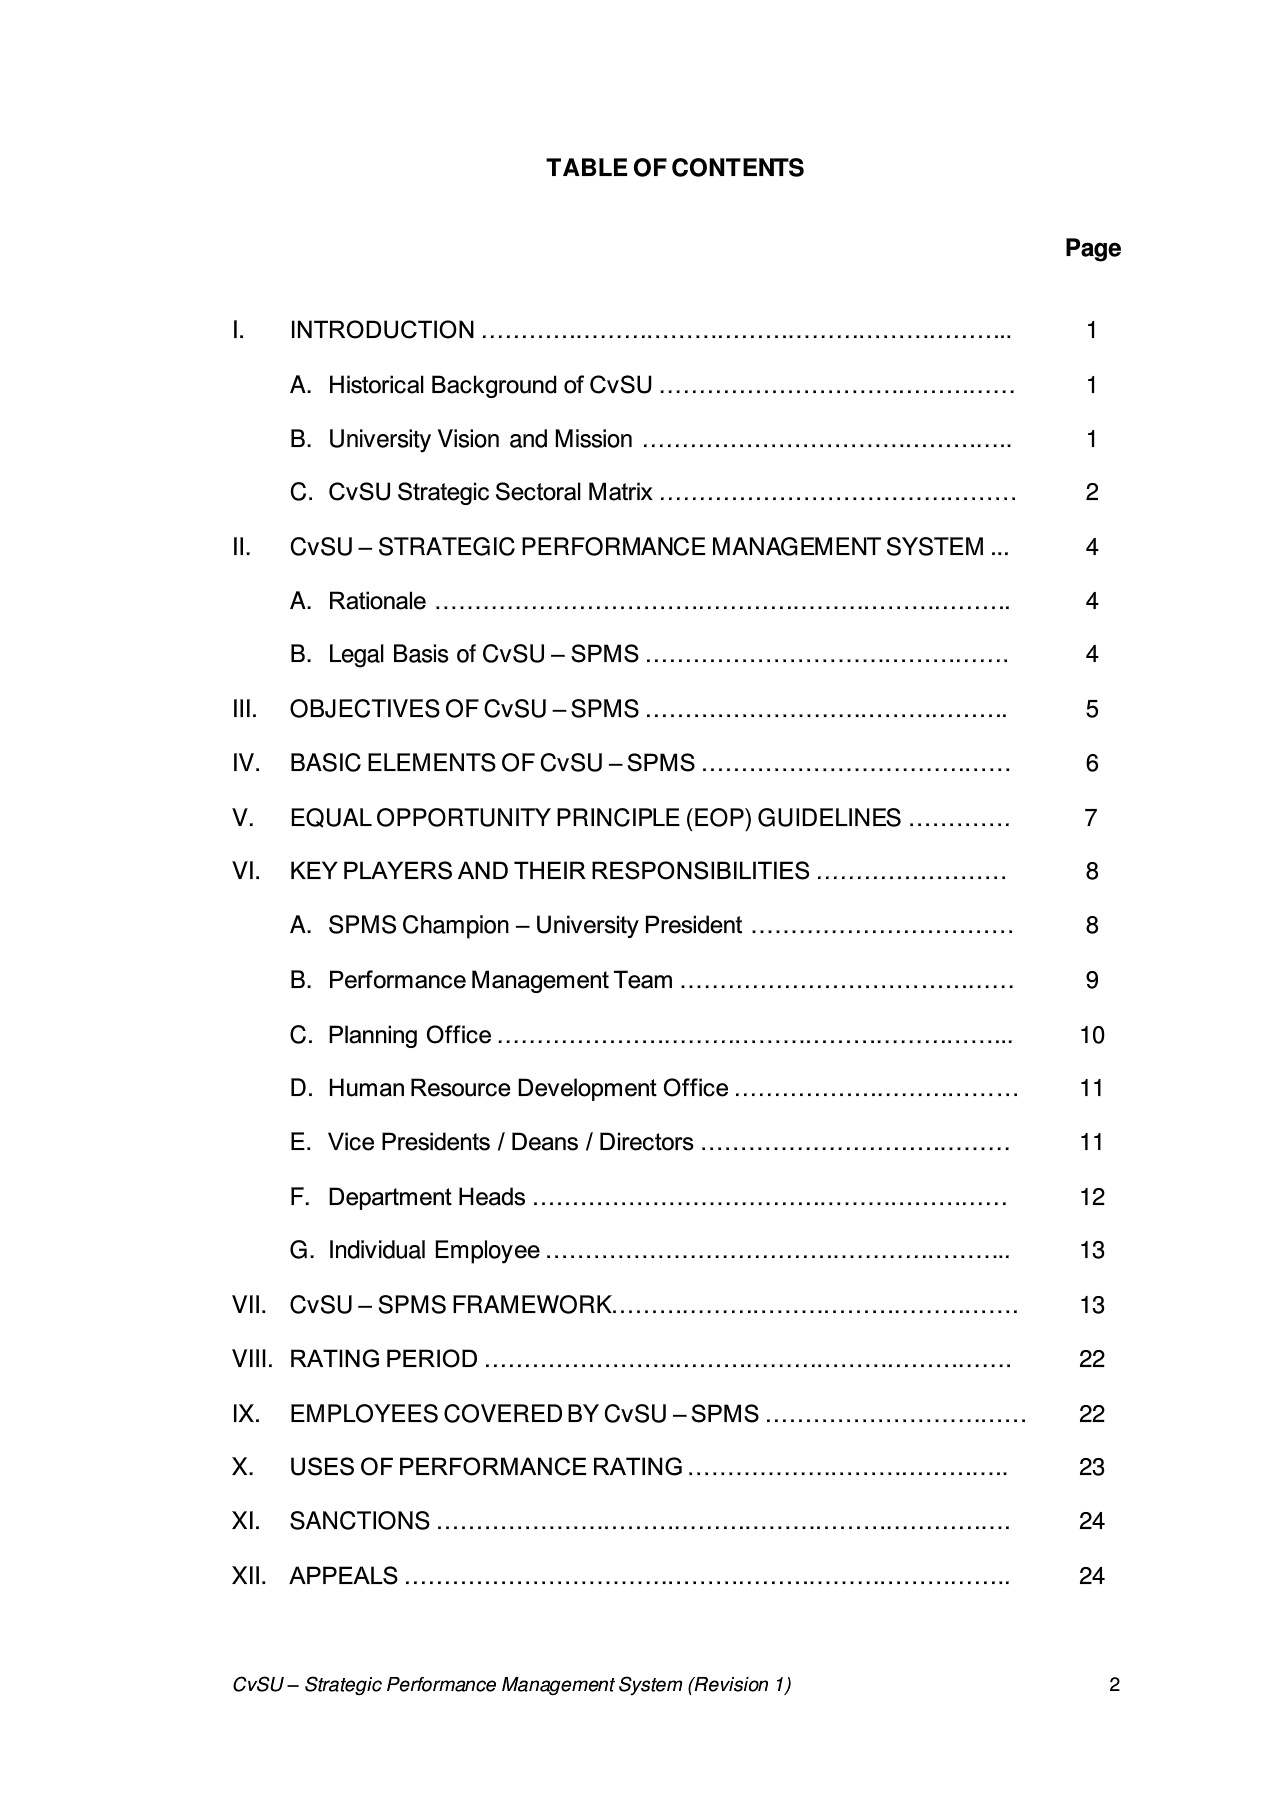 TABLE OF CONTENTS
Page
I. INTRODUCTION ………………………………………………………... 1
A. Historical Background of CvSU ……………………………………… 1
B. University Vision and Mission ……………………………………….. 1
C. CvSU Strategic Sectoral Matrix ……………………………………… 2
II. CvSU – STRATEGIC PERFORMANCE MANAGEMENT SYSTEM ... 4
A. Rationale …………………………………………………………….. 4
B. Legal Basis of CvSU – SPMS ………………………………………. 4
III. OBJECTIVES OF CvSU – SPMS ………………………………………. 5
IV. BASIC ELEMENTS OF CvSU – SPMS ………………………………… 6
V. EQUAL OPPORTUNITY PRINCIPLE (EOP) GUIDELINES …………. 7
VI. KEY PLAYERS AND THEIR RESPONSIBILITIES …………………… 8
A. SPMS Champion – University President …………………………… 8
B. Performance Management Team …………………………………… 9
C. Planning Office ………………………………………………………... 10
D. Human Resource Development Office ……………………………… 11
E. Vice Presidents / Deans / Directors ………………………………… 11
F. Department Heads …………………………………………………… 12
G. Individual Employee ………………………………………………... 13
VII. CvSU – SPMS FRAMEWORK……………………………………………. 13
VIII. RATING PERIOD …………………………………………………………. 22
IX. EMPLOYEES COVERED BY CvSU – SPMS …………………………… 22
X. USES OF PERFORMANCE RATING ………………………………….. 23
XI. SANCTIONS ………………………………………………………………. 24
XII. APPEALS ………………………………………………………………….. 24
CvSU – Strategic Performance Management System (Revision 1) 2